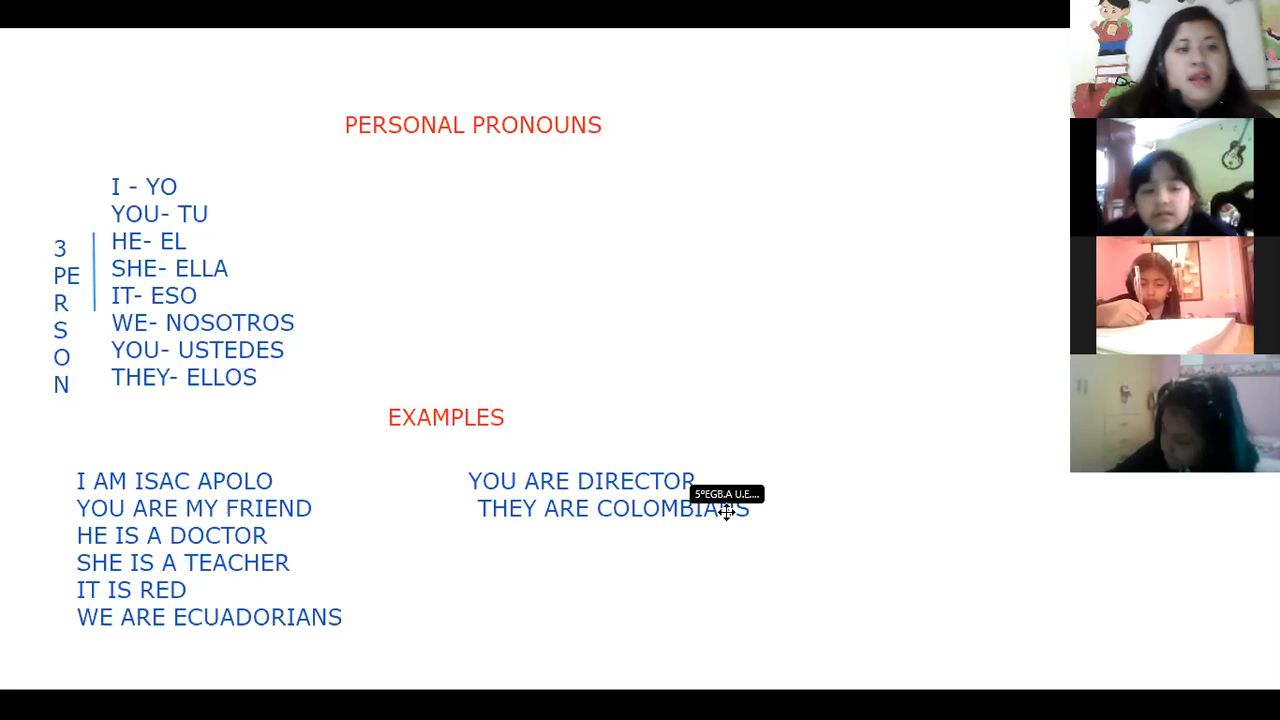 PERSONAL PRONOUNS
I - YO
YOU- TU
HE- EL
SHE- ELLA
IT- ESO
WE- NOSOTROS
YOU- USTEDES
THEY- ELLOS
3
PE
R
S
O
N
EXAMPLES
I AM ISAC APOLO
YOU ARE MY FRIEND
HE IS A DOCTOR
SHE IS A TEACHER
IT IS RED
WE ARE ECUADORIANS
YOU ARE DIRECTOR
THEY ARE COLOMBIANS
5ºEGB.A U.E....